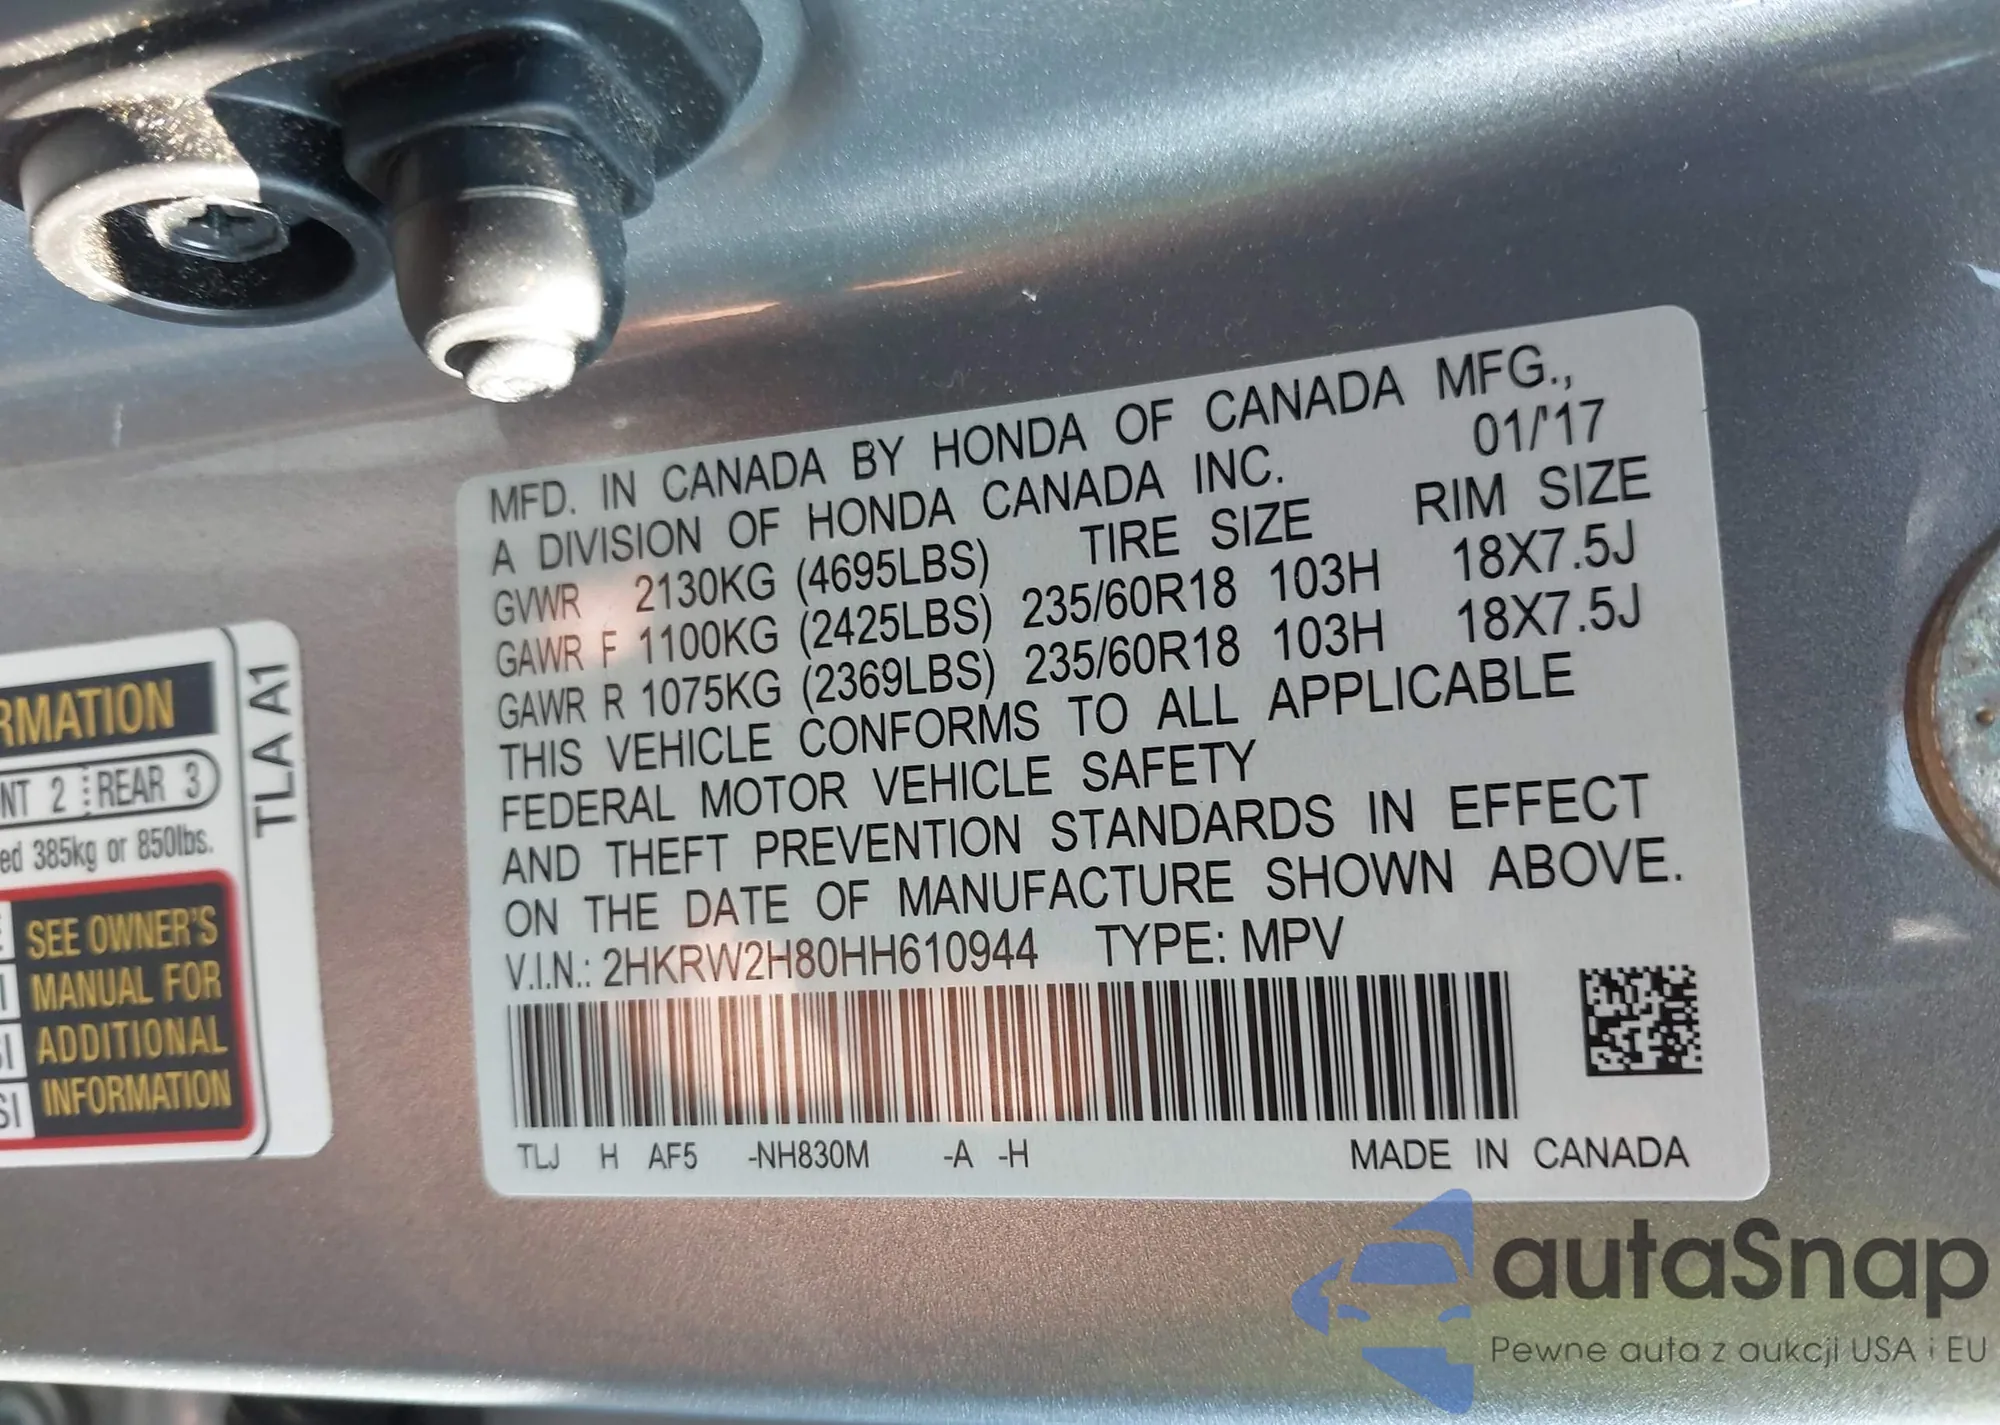 MFD. IN CANADA BY HONDA OF CANADA MFG.,
A DIVISION OF HONDA CANADA INC. 01/'17
GVWR 2130KG (4695LBS) TIRE SIZE RIM SIZE
GAWR F 1100KG (2425LBS) 235/60R18 103H 18X7.5J
GAWR R 1075KG (2369LBS) 235/60R18 103H 18X7.5J
THIS VEHICLE CONFORMS TO ALL APPLICABLE
FEDERAL MOTOR VEHICLE SAFETY
AND THEFT PREVENTION STANDARDS IN EFFECT
ON THE DATE OF MANUFACTURE SHOWN ABOVE.
V.I.N.: 2HKRW2H80HH610944 TYPE: MPV
TLJ H AF5 -NH830M -A -H MADE IN CANADA
RMATION
NT 2 REAR 3
ed 385kg or 850lbs.
SEE OWNER'S
MANUAL FOR
ADDITIONAL
INFORMATION
TLA A1
autaSnap
Pewne auta z aukcji USA i EU